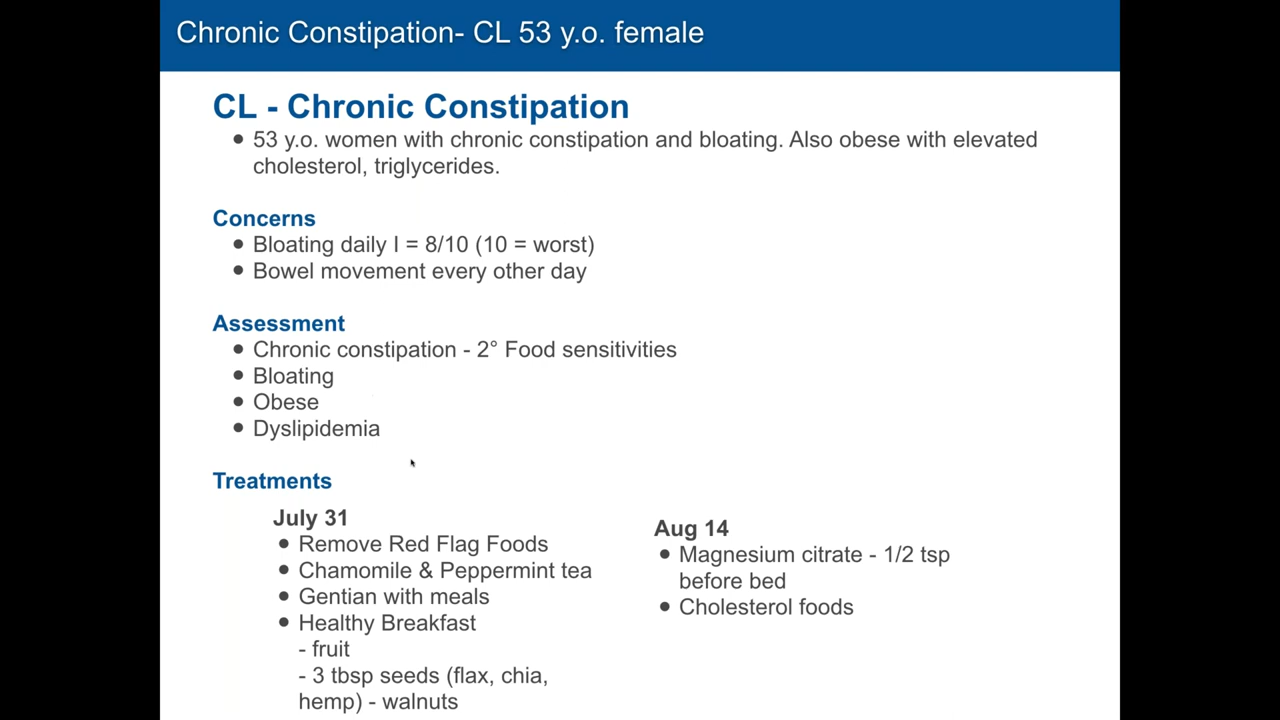 Chronic Constipation- CL 53 y.o. female
CL - Chronic Constipation
● 53 y.o. women with chronic constipation and bloating. Also obese with elevated
cholesterol, triglycerides.
Concerns
● Bloating daily I = 8/10 (10 = worst)
● Bowel movement every other day
Assessment
● Chronic constipation - 2° Food sensitivities
● Bloating
● Obese
● Dyslipidemia
Treatments
July 31
● Remove Red Flag Foods
● Chamomile & Peppermint tea
● Gentian with meals
● Healthy Breakfast
- fruit
- 3 tbsp seeds (flax, chia,
hemp) - walnuts
Aug 14
● Magnesium citrate - 1/2 tsp
before bed
● Cholesterol foods